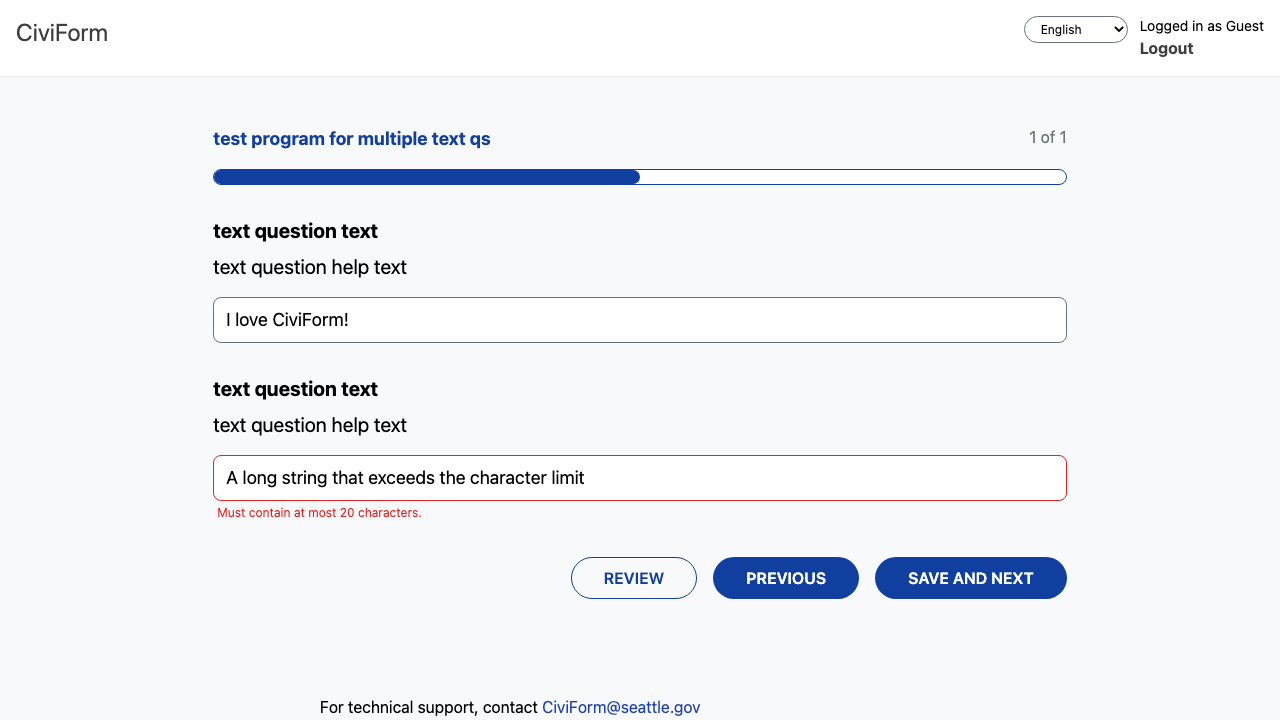 CiviForm
English
Logged in as Guest
Logout
test program for multiple text qs
1 of 1
text question text
text question help text
I love CiviForm!
text question text
text question help text
A long string that exceeds the character limit
Must contain at most 20 characters.
REVIEW
PREVIOUS
SAVE AND NEXT
For technical support, contact CiviForm@seattle.gov